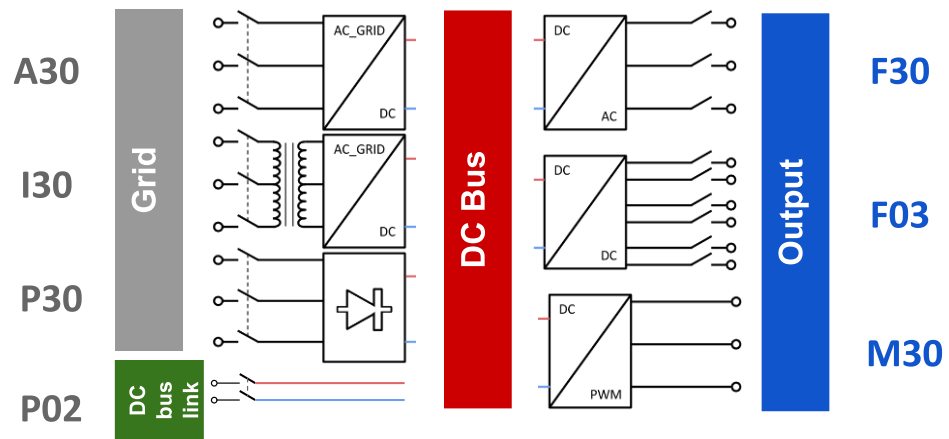 A30
I30
P30
P02
Grid
DC
bus
link
AC_GRID
DC
AC_GRID
DC
DC Bus
DC
AC
DC
DC
DC
PWM
Output
F30
F03
M30